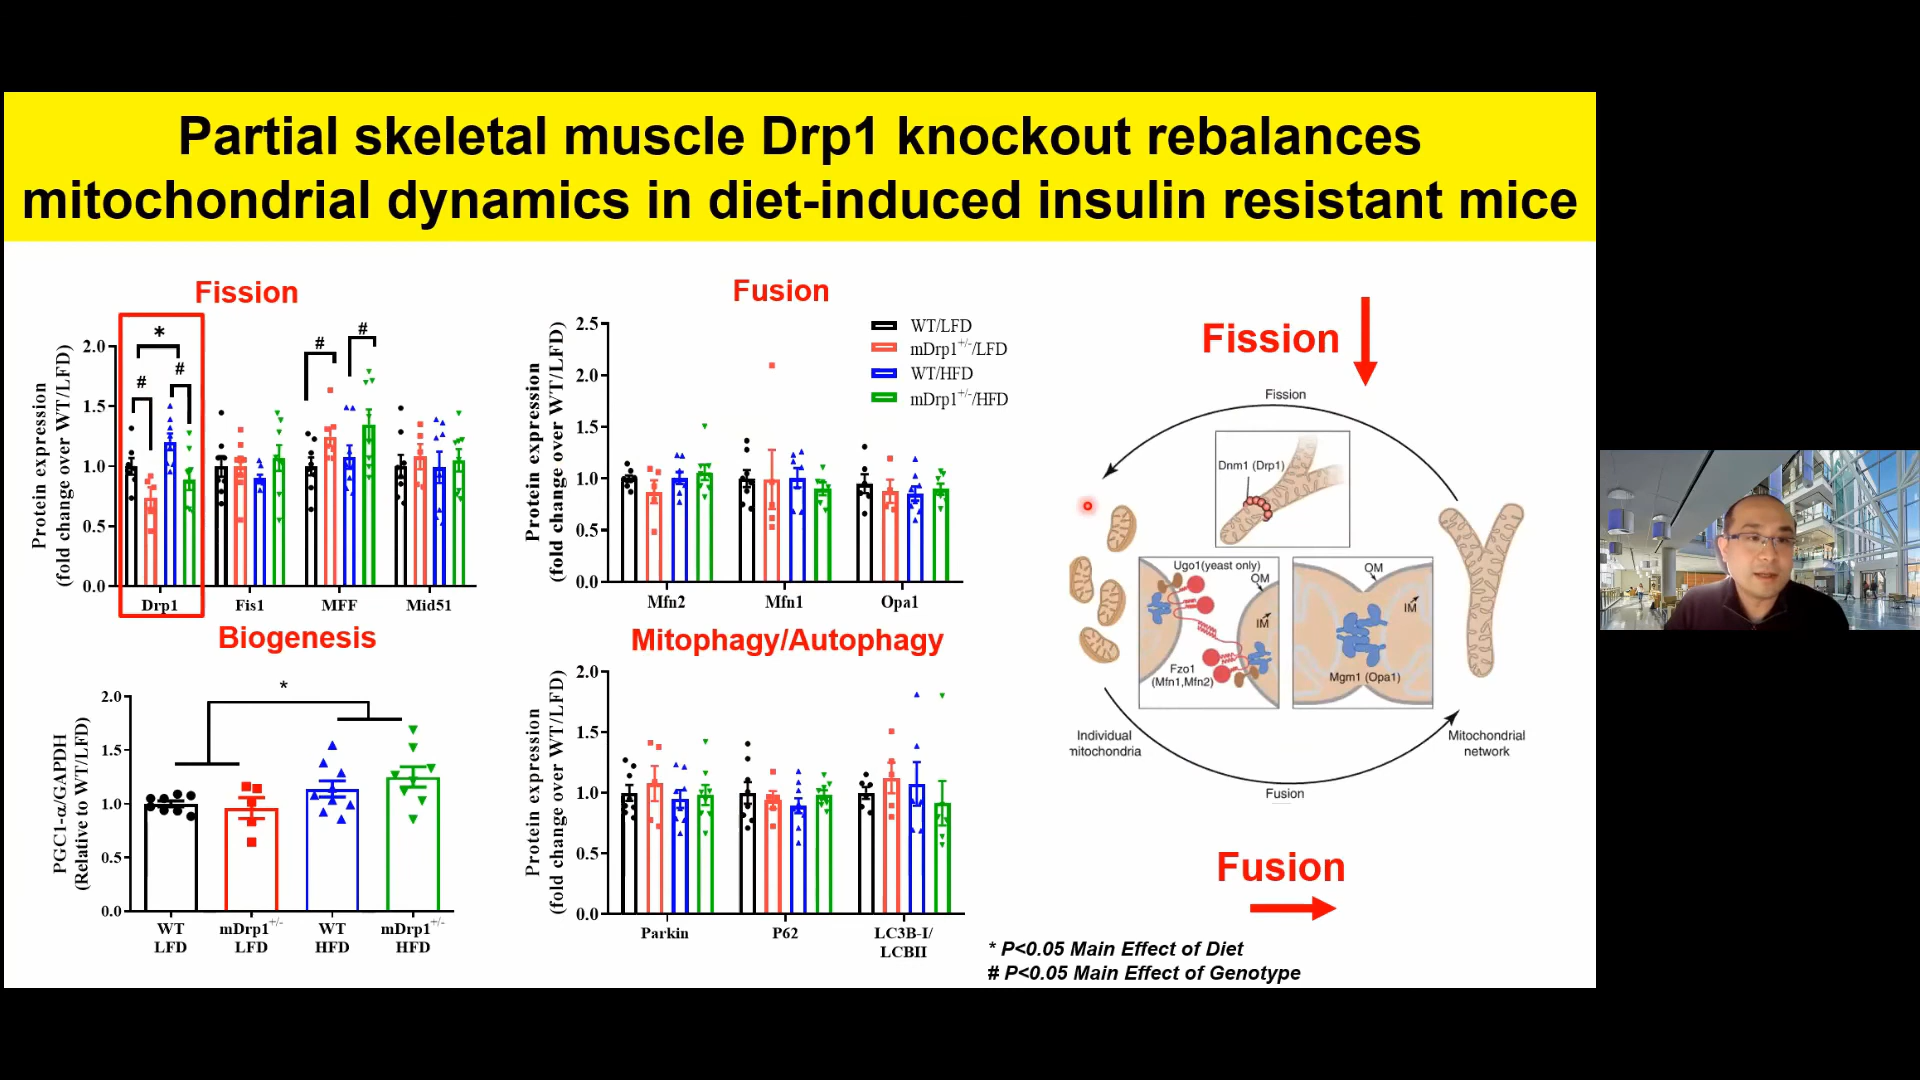 Partial skeletal muscle Drp1 knockout rebalances
mitochondrial dynamics in diet-induced insulin resistant mice
Fission
Protein expression
(fold change over WT/LFD)
2.0
1.5
1.0
0.5
0.0
*
#
#
#
#
Drp1
Fis1
MFF
Mid51
Fusion
Protein expression
(fold change over WT/LFD)
2.5
2.0
1.5
1.0
0.5
0.0
WT/LFD
mDrp1+/-/LFD
WT/HFD
mDrp1+/-/HFD
Mfn2
Mfn1
Opa1
Biogenesis
PGC1-α/GAPDH
(Relative to WT/LFD)
2.0
1.5
1.0
0.5
0.0
*
WT
LFD
mDrp1+/-
LFD
WT
HFD
mDrp1+/-
HFD
Mitophagy/Autophagy
Protein expression
(fold change over WT/LFD)
2.0
1.5
1.0
0.5
0.0
Parkin
P62
LC3B-I/
LCBII
Fission
Fission
Dnm1 (Drp1)
Ugo1(yeast only)
OM
IM
Fzo1
(Mfn1,Mfn2)
OM
IM
Mgm1 (Opa1)
Individual
mitochondria
Mitochondrial
network
Fusion
Fusion
* P<0.05 Main Effect of Diet
# P<0.05 Main Effect of Genotype